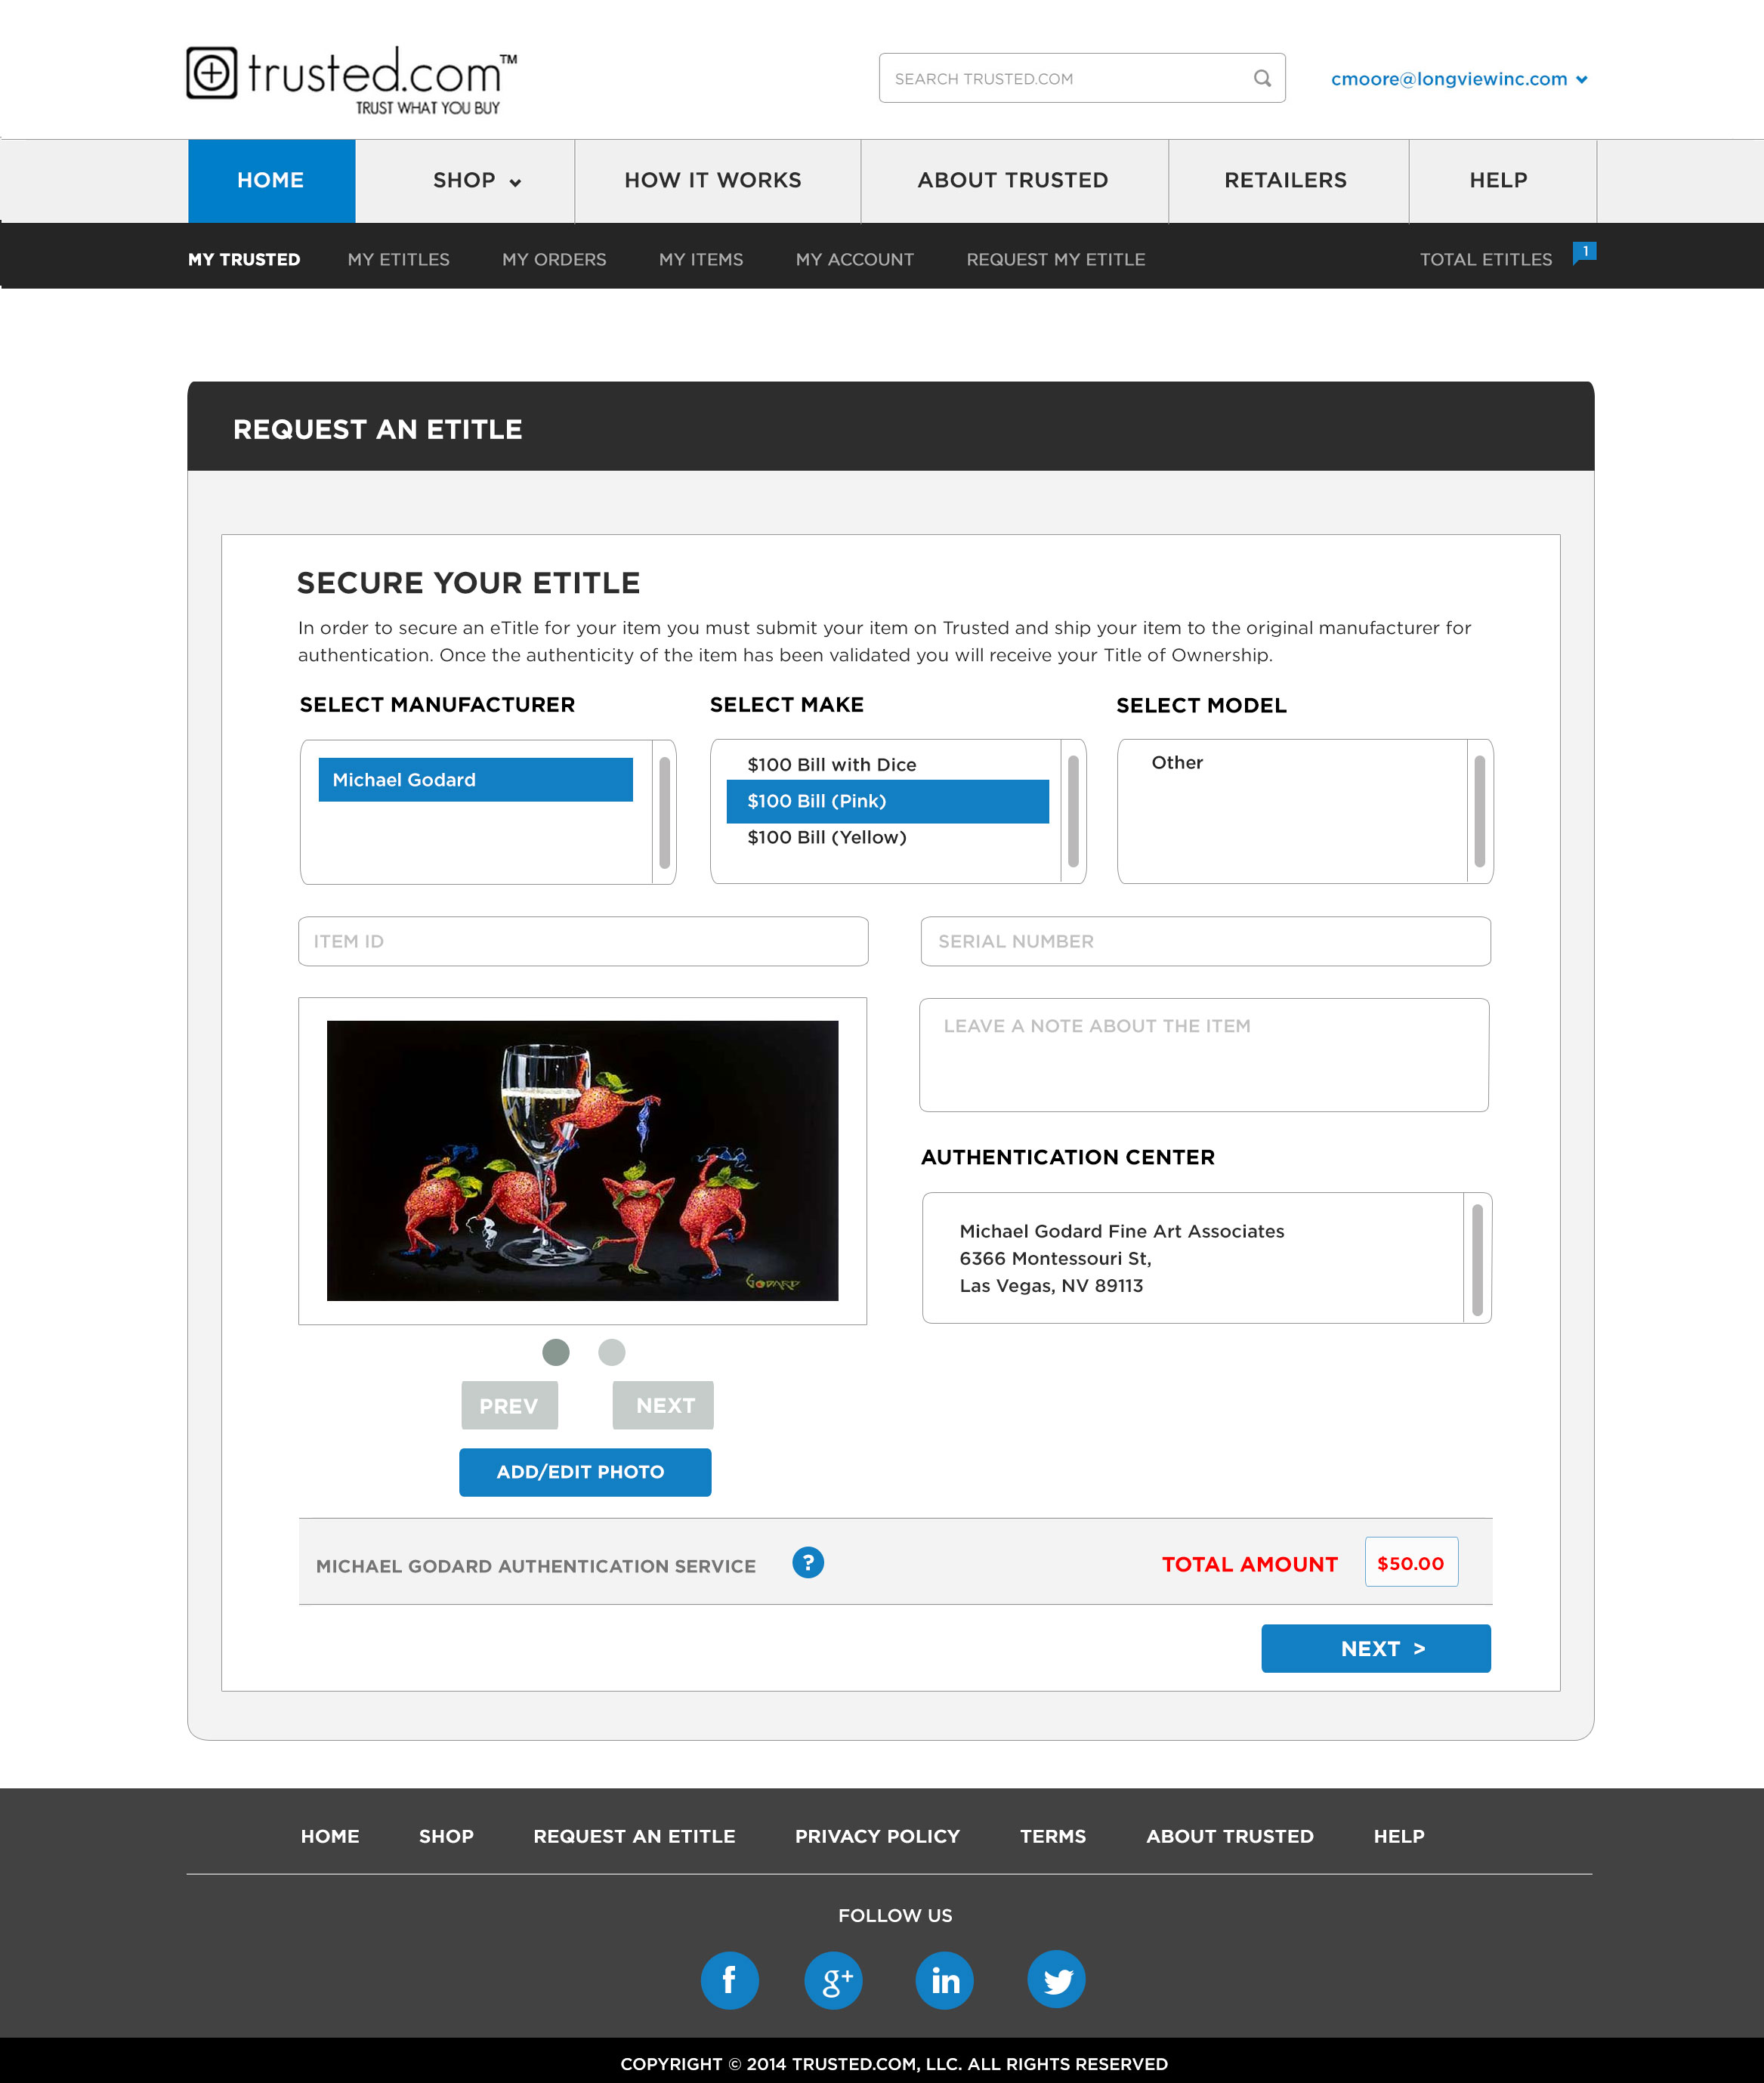 trusted.com™
TRUST WHAT YOU BUY
SEARCH TRUSTED.COM
cmoore@longviewinc.com
HOME
SHOP
HOW IT WORKS
ABOUT TRUSTED
RETAILERS
HELP
MY TRUSTED
MY ETITLES
MY ORDERS
MY ITEMS
MY ACCOUNT
REQUEST MY ETITLE
TOTAL ETITLES
1
REQUEST AN ETITLE
SECURE YOUR ETITLE
In order to secure an eTitle for your item you must submit your item on Trusted and ship your item to the original manufacturer for
authentication. Once the authenticity of the item has been validated you will receive your Title of Ownership.
SELECT MANUFACTURER
Michael Godard
SELECT MAKE
$100 Bill with Dice
$100 Bill (Pink)
$100 Bill (Yellow)
SELECT MODEL
Other
ITEM ID
SERIAL NUMBER
GODARD
LEAVE A NOTE ABOUT THE ITEM
AUTHENTICATION CENTER
Michael Godard Fine Art Associates
6366 Montessouri St,
Las Vegas, NV 89113
PREV
NEXT
ADD/EDIT PHOTO
MICHAEL GODARD AUTHENTICATION SERVICE
?
TOTAL AMOUNT
$50.00
NEXT >
HOME
SHOP
REQUEST AN ETITLE
PRIVACY POLICY
TERMS
ABOUT TRUSTED
HELP
FOLLOW US
f
g+
in
COPYRIGHT © 2014 TRUSTED.COM, LLC. ALL RIGHTS RESERVED